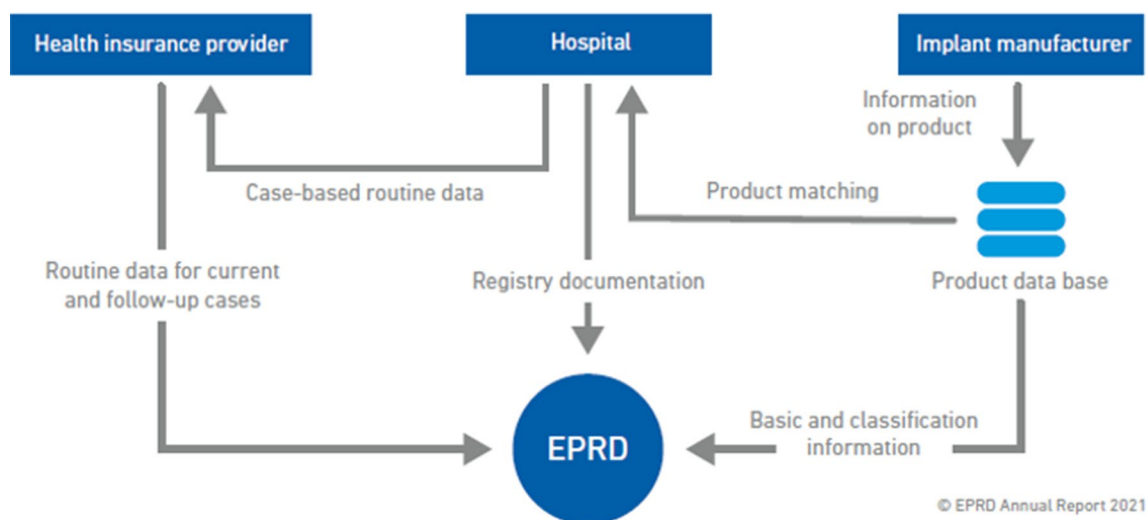 Health insurance provider
Hospital
Implant manufacturer
Information
on product
Case-based routine data
Product matching
Routine data for current
and follow-up cases
Registry documentation
Product data base
EPRD
Basic and classification
information
© EPRD Annual Report 2021